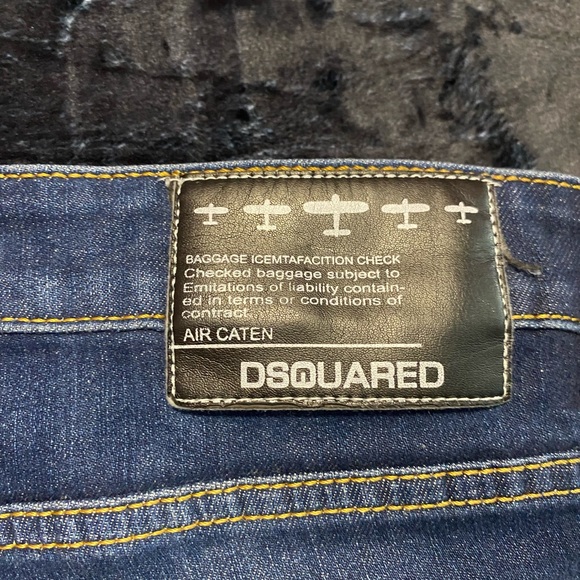 BAGGAGE ICEMTAFACITION CHECK
Checked baggage subject to
Emitations of liability contain-
ed in terms or conditions of
contract.
AIR CATEN
DSQUARED